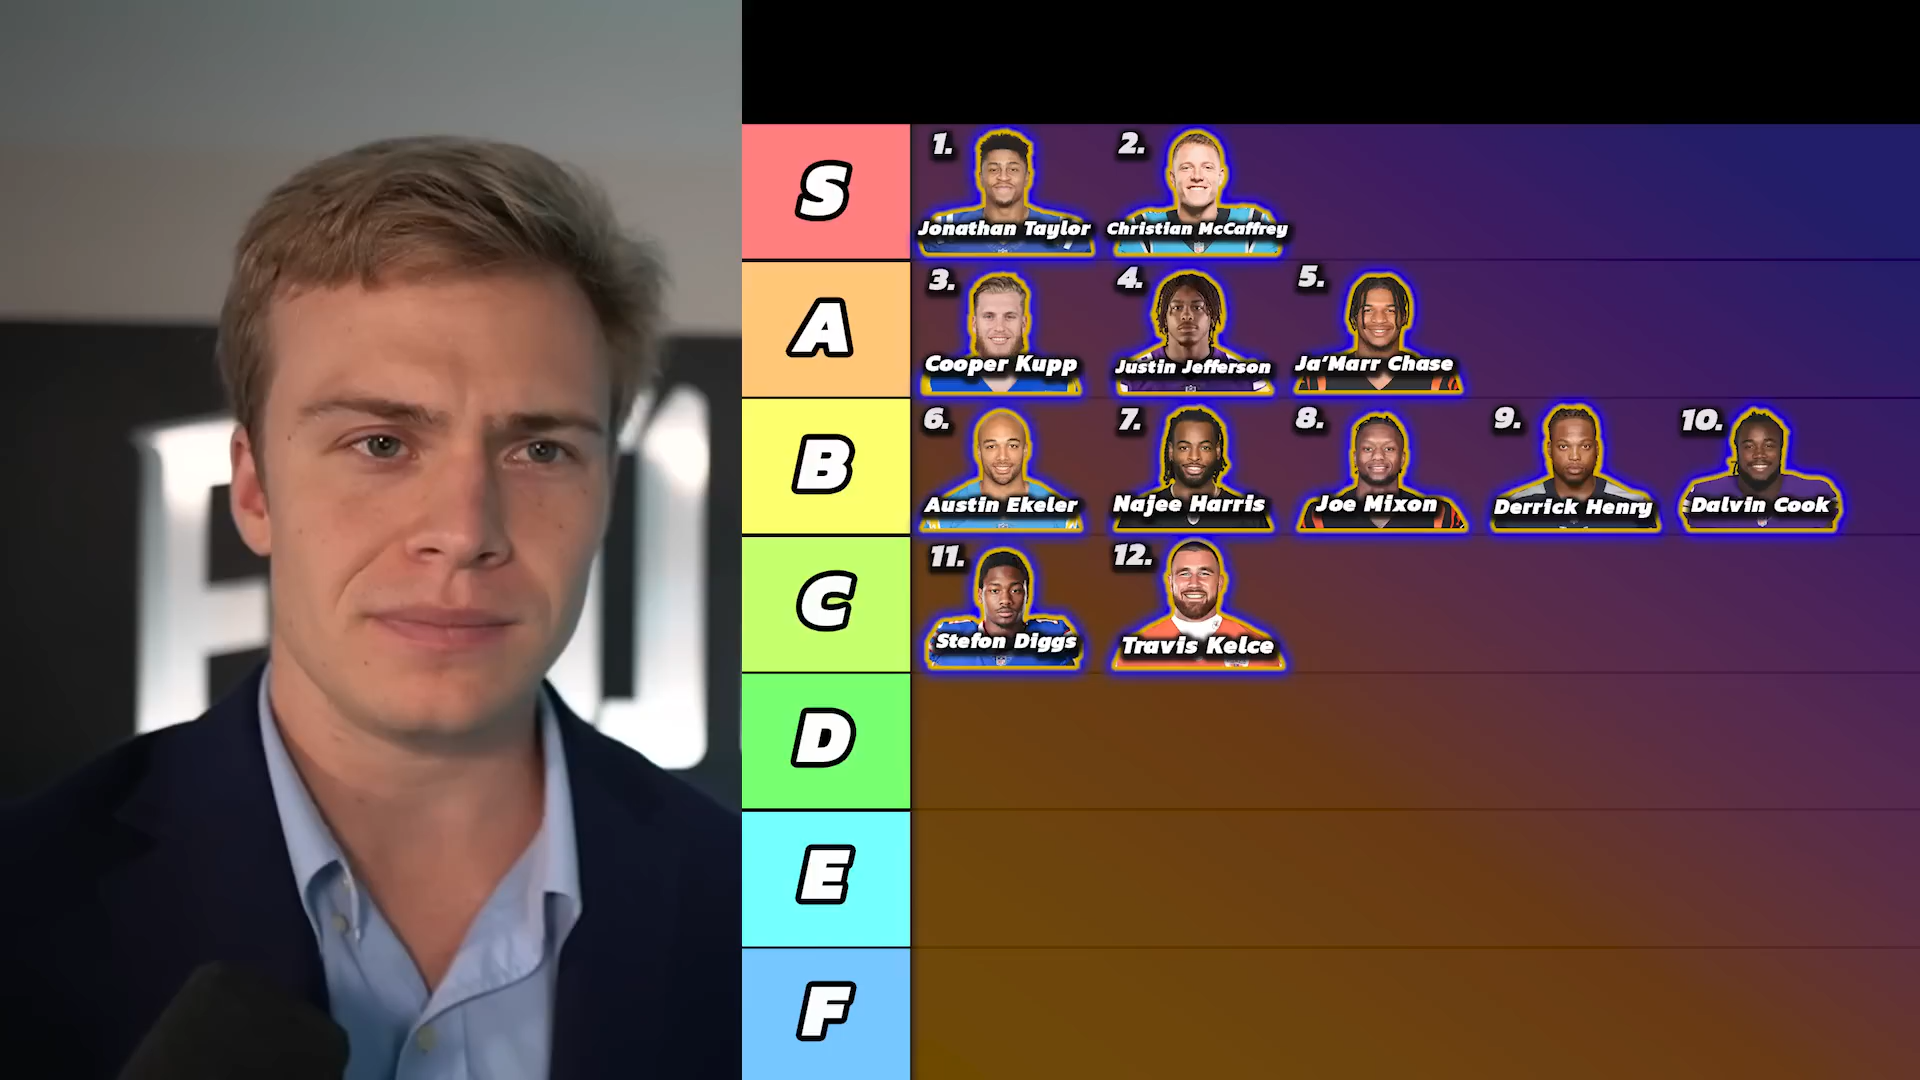 S
1.
Jonathan Taylor
2.
Christian McCaffrey
A
3.
Cooper Kupp
4.
Justin Jefferson
5.
Ja'Marr Chase
B
6.
Austin Ekeler
7.
Najee Harris
8.
Joe Mixon
9.
Derrick Henry
10.
Dalvin Cook
C
11.
Stefon Diggs
12.
Travis Kelce
D
E
F